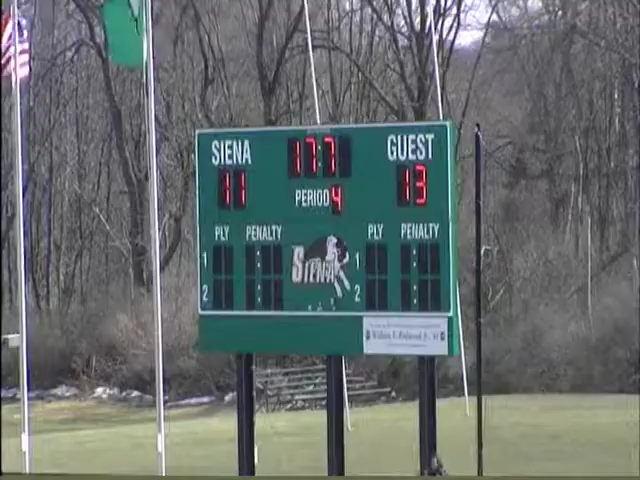 SIENA 17:7 GUEST
11 PERIOD 4 13
PLY PENALTY PLY PENALTY
1 SIENA 1
2 2